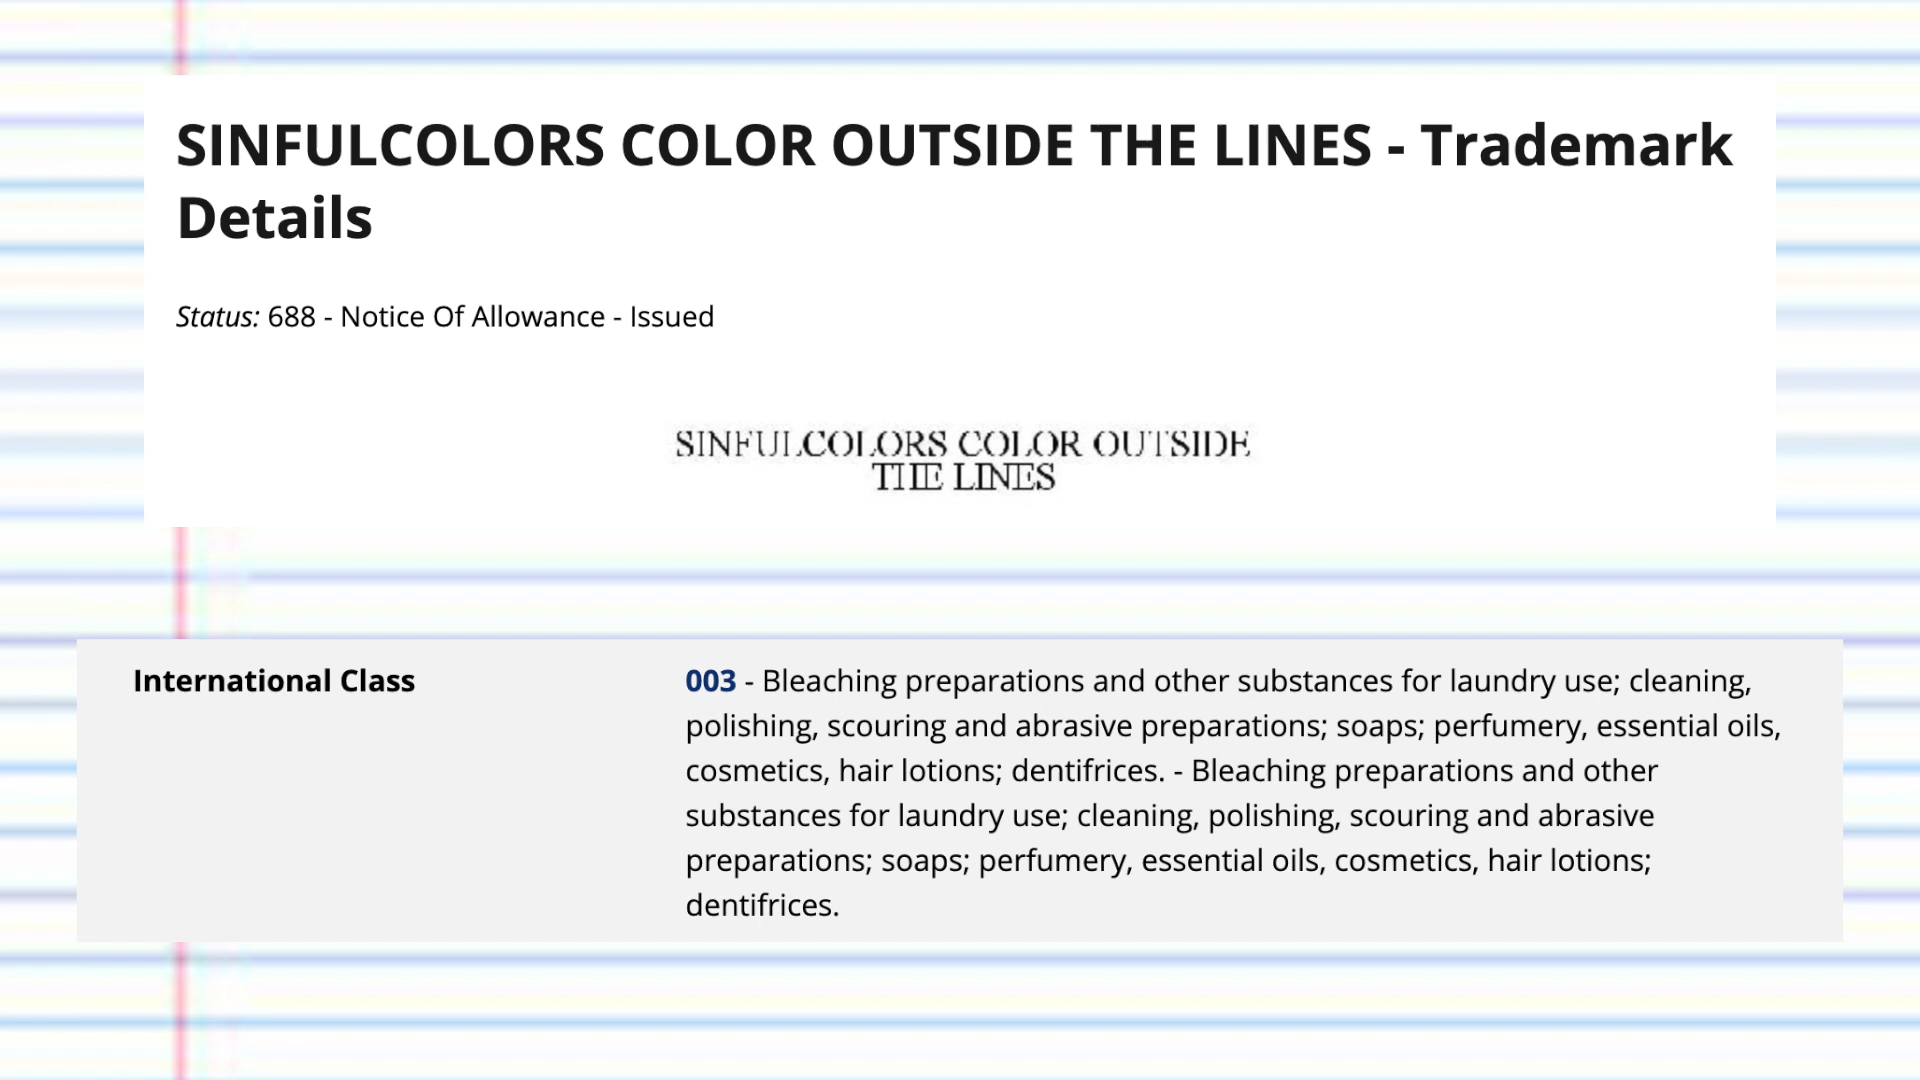 SINFULCOLORS COLOR OUTSIDE THE LINES - Trademark
Details
Status: 688 - Notice Of Allowance - Issued
SINFULCOLORS COLOR OUTSIDE
THE LINES
International Class
003 - Bleaching preparations and other substances for laundry use; cleaning,
polishing, scouring and abrasive preparations; soaps; perfumery, essential oils,
cosmetics, hair lotions; dentifrices. - Bleaching preparations and other
substances for laundry use; cleaning, polishing, scouring and abrasive
preparations; soaps; perfumery, essential oils, cosmetics, hair lotions;
dentifrices.